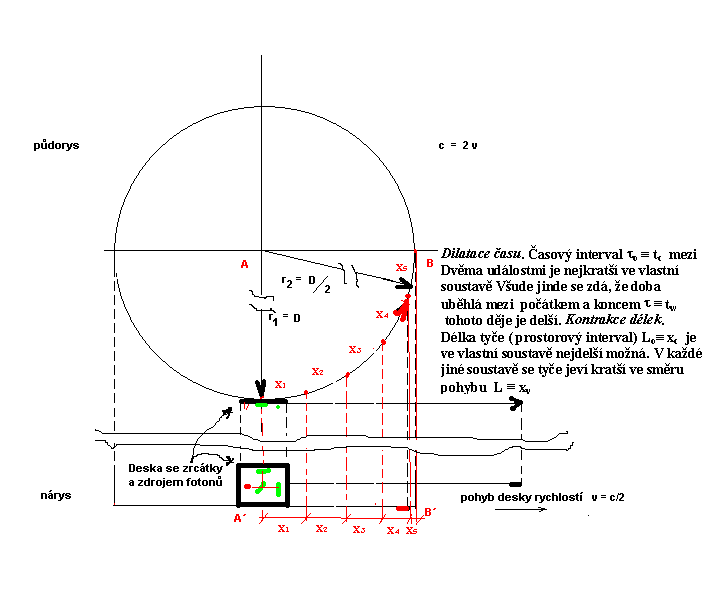 půdorys
c = 2 v
A
B
Dilatace času. Časový interval τ₀ ≡ t꜀ mezi
Dvěma událostmi je nejkratší ve vlastní
soustavě Všude jinde se zdá, že doba
uběhlá mezi počátkem a koncem τ ≡ tᵥ
tohoto děje je delší. Kontrakce délek.
Délka tyče ( prostorový interval) L₀≡ x꜀ je
ve vlastní soustavě nejdelší možná. V každé
jiné soustavě se tyče jeví kratší ve směru
pohybu L ≡ xᵥ
r₂ = D/2
r₁ = D
X₅
X₄
X₃
X₂
X₁
Deska se zrcátky
a zdrojem fotonů
nárys
pohyb desky rychlostí v = c/2
A´
B´
X₁ X₂ X₃ X₄ X₅